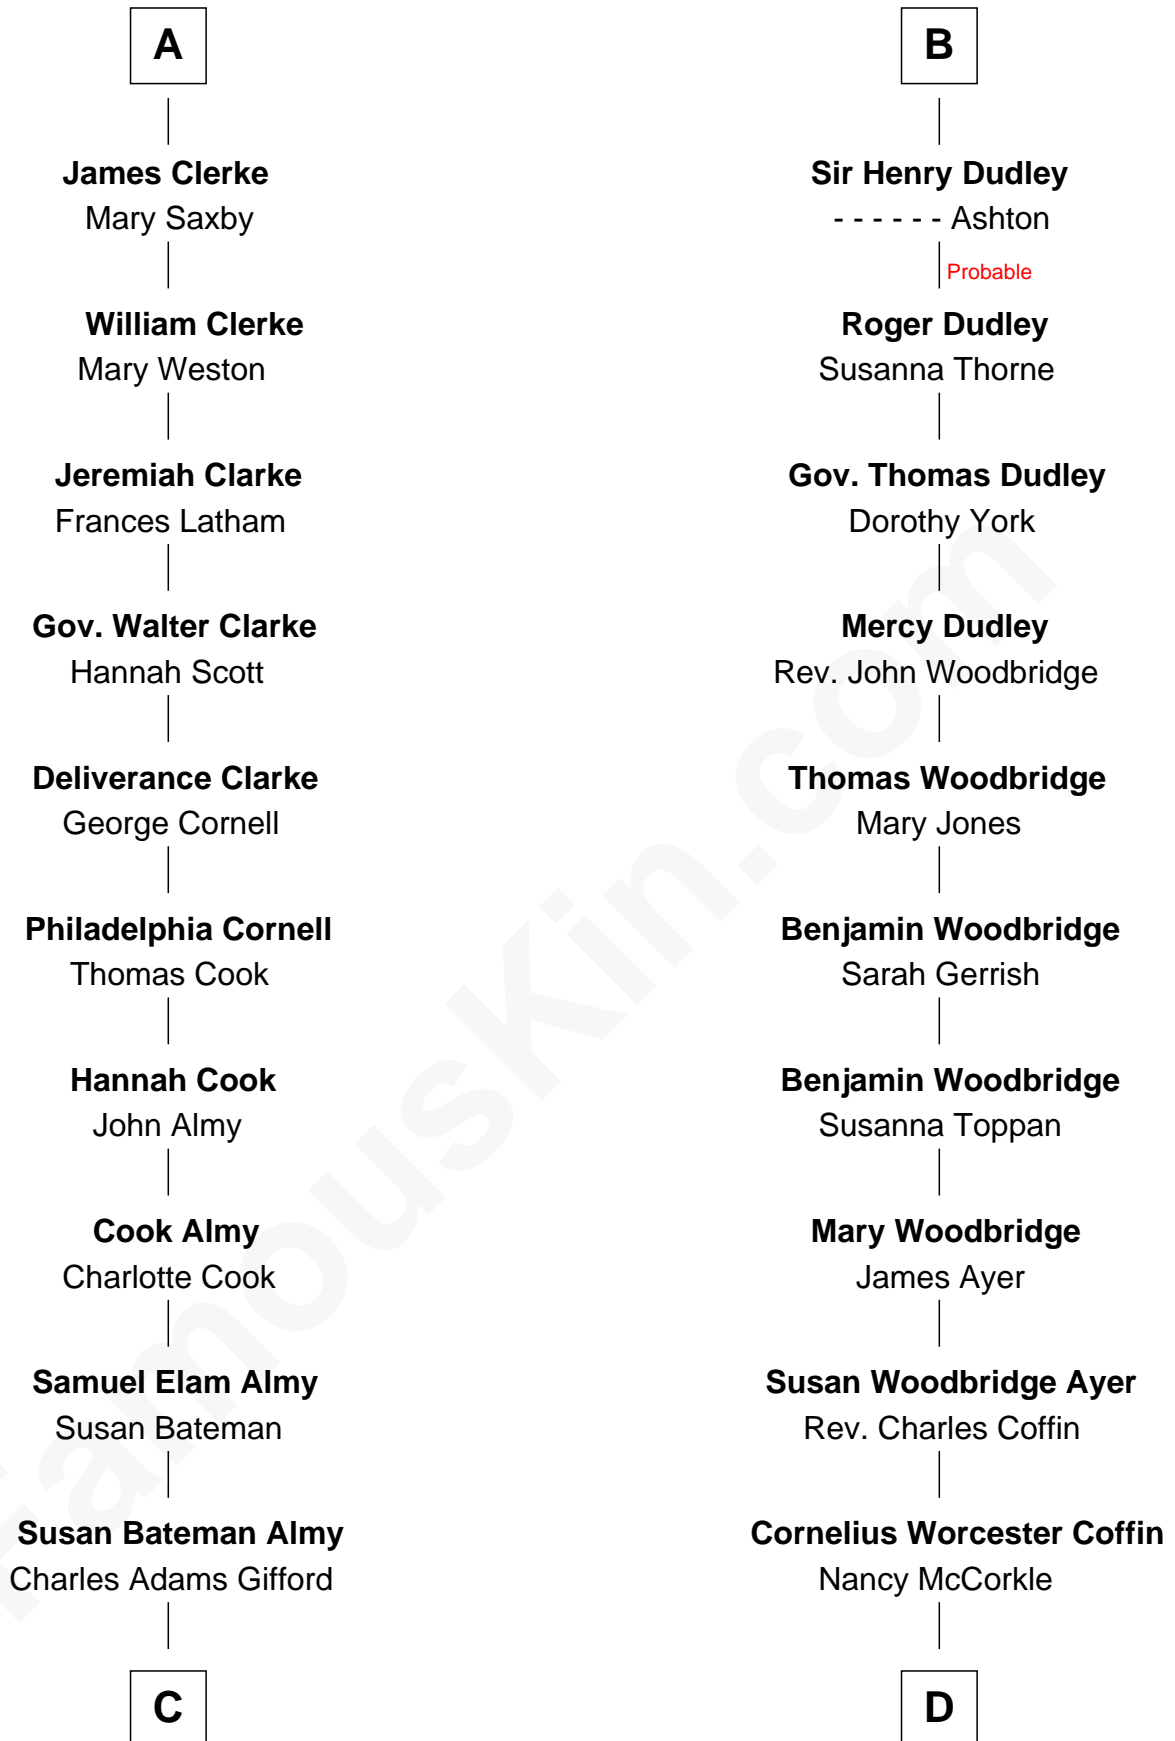 A
James Clerke
Mary Saxby
William Clerke
Mary Weston
Jeremiah Clarke
Frances Latham
Gov. Walter Clarke
Hannah Scott
Deliverance Clarke
George Cornell
Philadelphia Cornell
Thomas Cook
Hannah Cook
John Almy
Cook Almy
Charlotte Cook
Samuel Elam Almy
Susan Bateman
Susan Bateman Almy
Charles Adams Gifford
C
B
Sir Henry Dudley
- - - - - - Ashton
Probable
Roger Dudley
Susanna Thorne
Gov. Thomas Dudley
Dorothy York
Mercy Dudley
Rev. John Woodbridge
Thomas Woodbridge
Mary Jones
Benjamin Woodbridge
Sarah Gerrish
Benjamin Woodbridge
Susanna Toppan
Mary Woodbridge
James Ayer
Susan Woodbridge Ayer
Rev. Charles Coffin
Cornelius Worcester Coffin
Nancy McCorkle
D
FamousKin.com